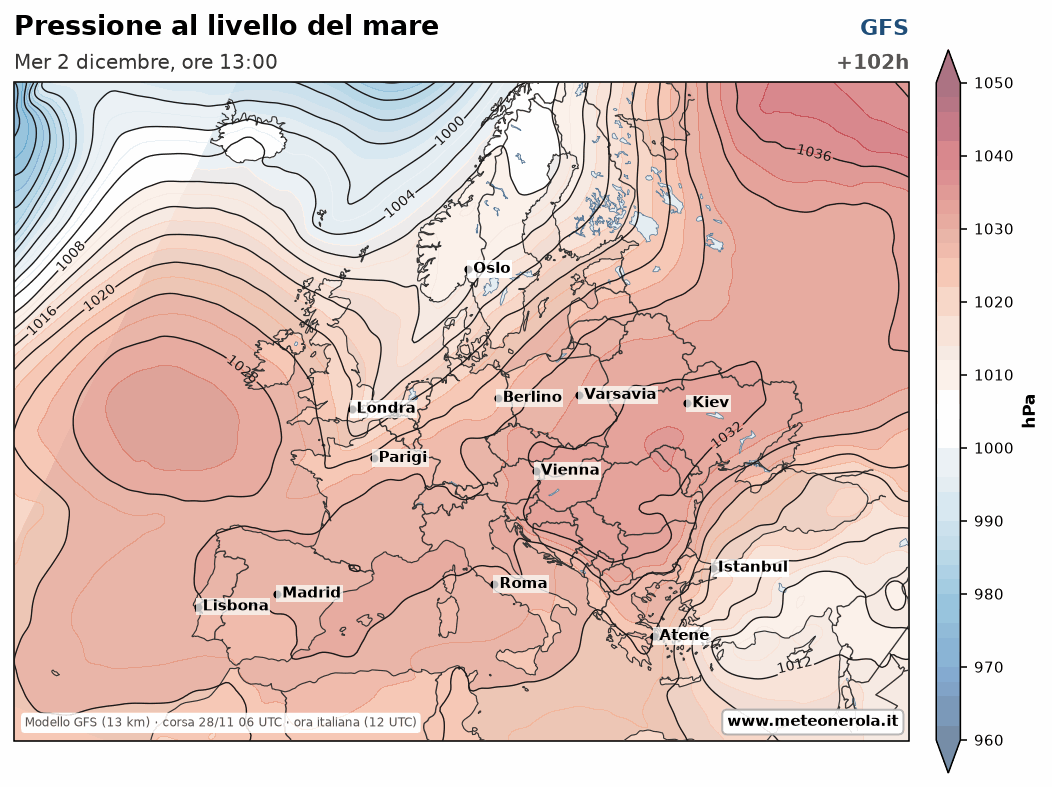 Pressione al livello del mare
GFS
Mer 2 dicembre, ore 13:00
+102h
1050
1040
1030
1020
1010
1000
990
980
970
960
hPa
1000
1036
1004
1008
1020
1016
Oslo
Londra
Berlino
Varsavia
Kiev
1032
Parigi
Vienna
Istanbul
Roma
Madrid
Lisbona
Atene
1012
Modello GFS (13 km) · corsa 28/11 06 UTC · ora italiana (12 UTC)
www.meteonerola.it